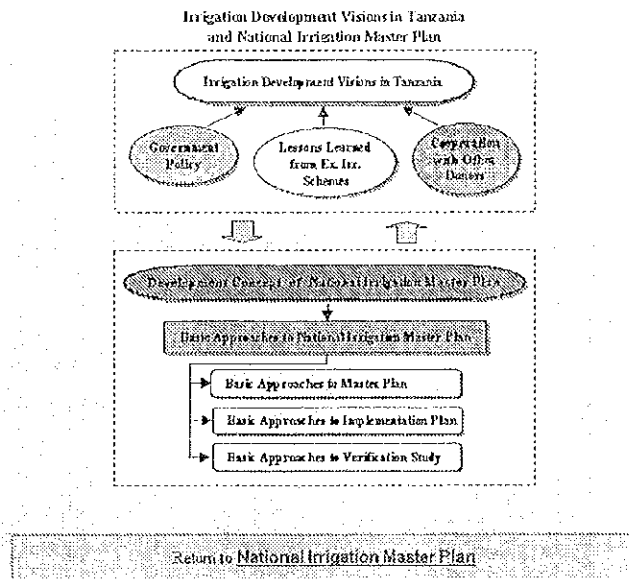 Irrigation Development Visions in Tanzania
and National Irrigation Master Plan
Irrigation Development Visions in Tanzania
Government
Policy
Lessons Learned
from Ex. Irr.
Schemes
Cooperation
with Other
Donors
Development Concept of National Irrigation Master Plan
Basic Approaches to National Irrigation Master Plan
Basic Approaches to Master Plan
Basic Approaches to Implementation Plan
Basic Approaches to Verification Study
Return to National Irrigation Master Plan